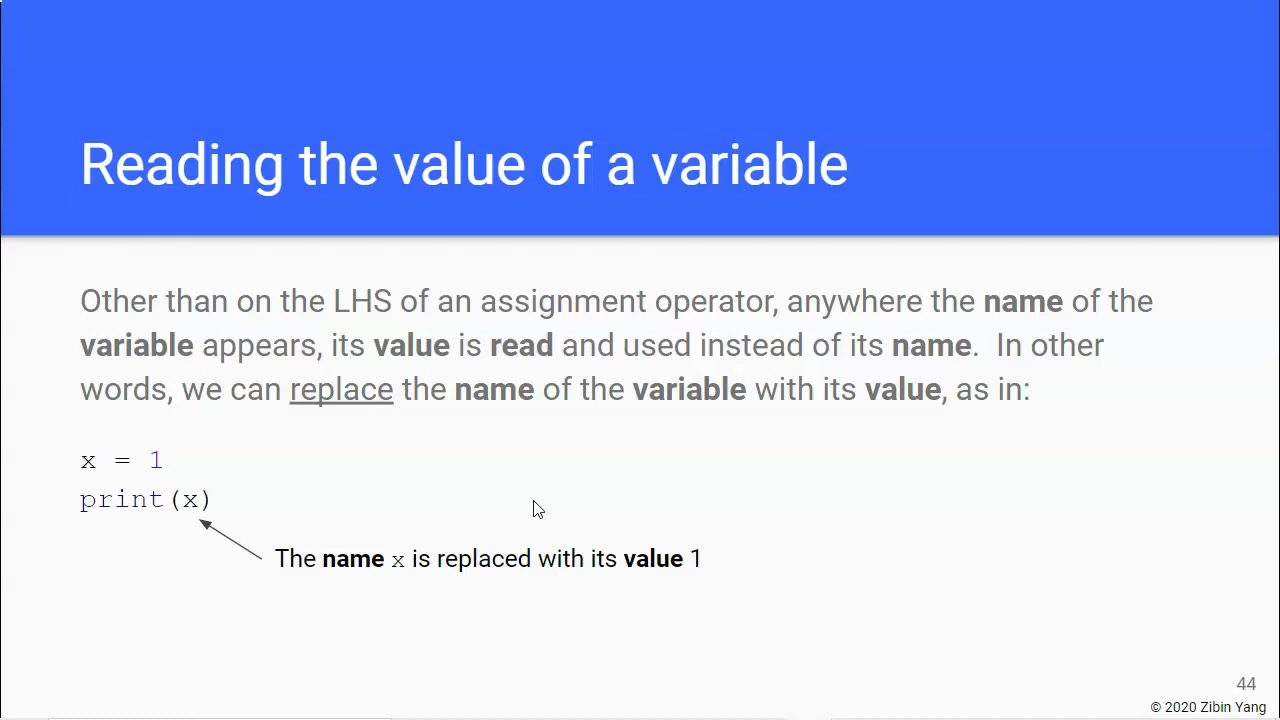 Reading the value of a variable
Other than on the LHS of an assignment operator, anywhere the name of the
variable appears, its value is read and used instead of its name.  In other
words, we can replace the name of the variable with its value, as in:
x = 1
print(x)
The name x is replaced with its value 1
44
© 2020 Zibin Yang